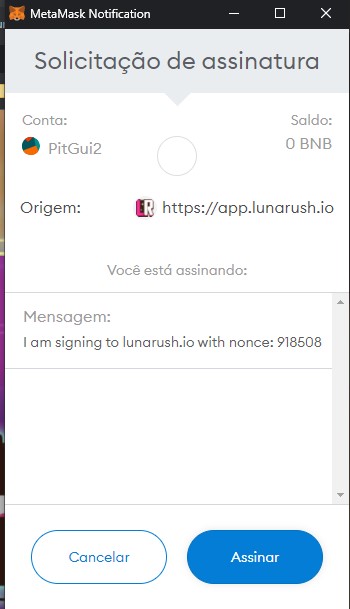 MetaMask Notification
Solicitação de assinatura
Conta: Saldo:
PitGui2 0 BNB
Origem: https://app.lunarush.io
Você está assinando:
Mensagem:
I am signing to lunarush.io with nonce: 918508
Cancelar Assinar